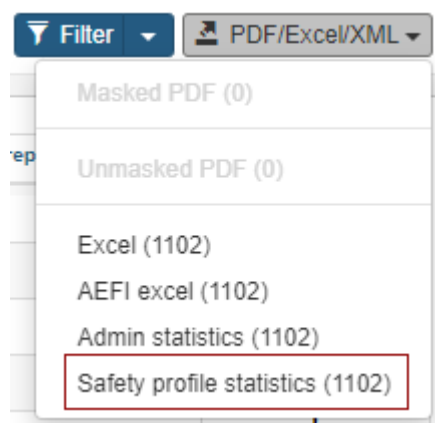 Filter
PDF/Excel/XML
Masked PDF (0)
rep
Unmasked PDF (0)
Excel (1102)
AEFI excel (1102)
Admin statistics (1102)
Safety profile statistics (1102)